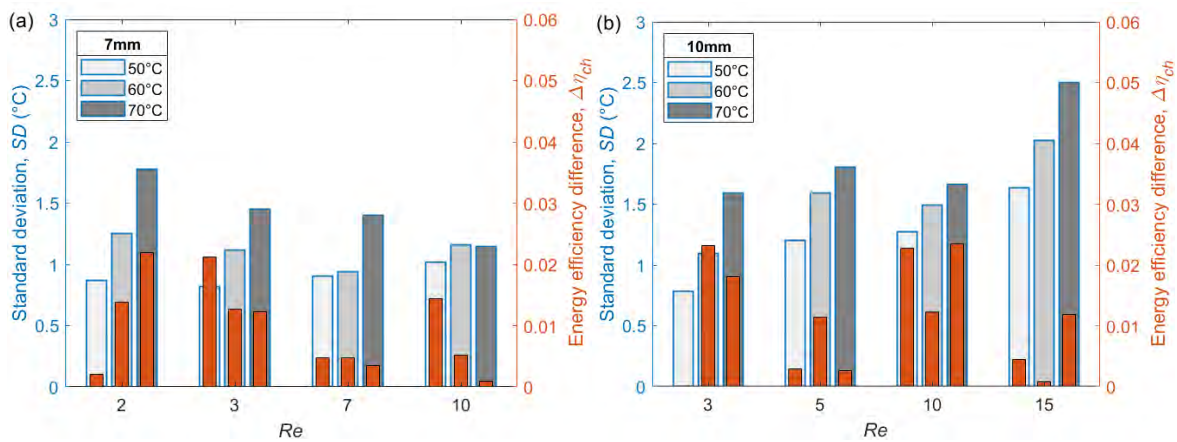 (a)
3
2.5
2
1.5
1
0.5
0
Standard deviation, SD (°C)
7mm
50°C
60°C
70°C
0.06
0.05
0.04
0.03
0.02
0.01
0
Energy efficiency difference, Δη_ch
2 3 7 10
Re
(b)
3
2.5
2
1.5
1
0.5
0
Standard deviation, SD (°C)
10mm
50°C
60°C
70°C
0.06
0.05
0.04
0.03
0.02
0.01
0
Energy efficiency difference, Δη_ch
3 5 10 15
Re